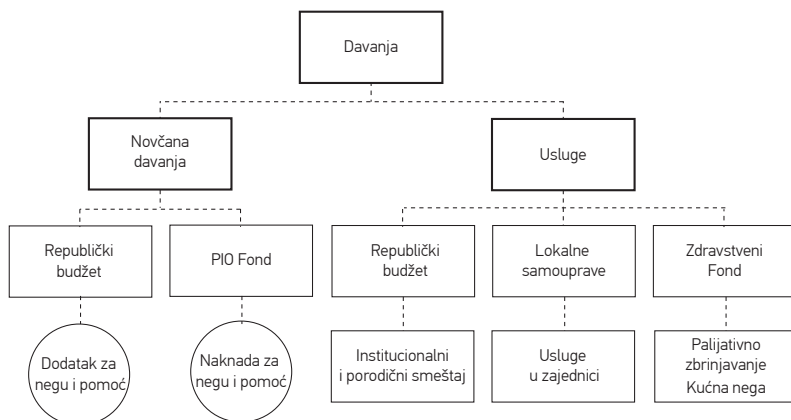 Davanja
Novčana
davanja
Usluge
Republički
budžet
PIO Fond
Republički
budžet
Lokalne
samouprave
Zdravstveni
Fond
Dodatak za
negu i pomoć
Naknada za
negu i pomoć
Institucionalni
i porodični smeštaj
Usluge
u zajednici
Palijativno
zbrinjavanje
Kućna nega